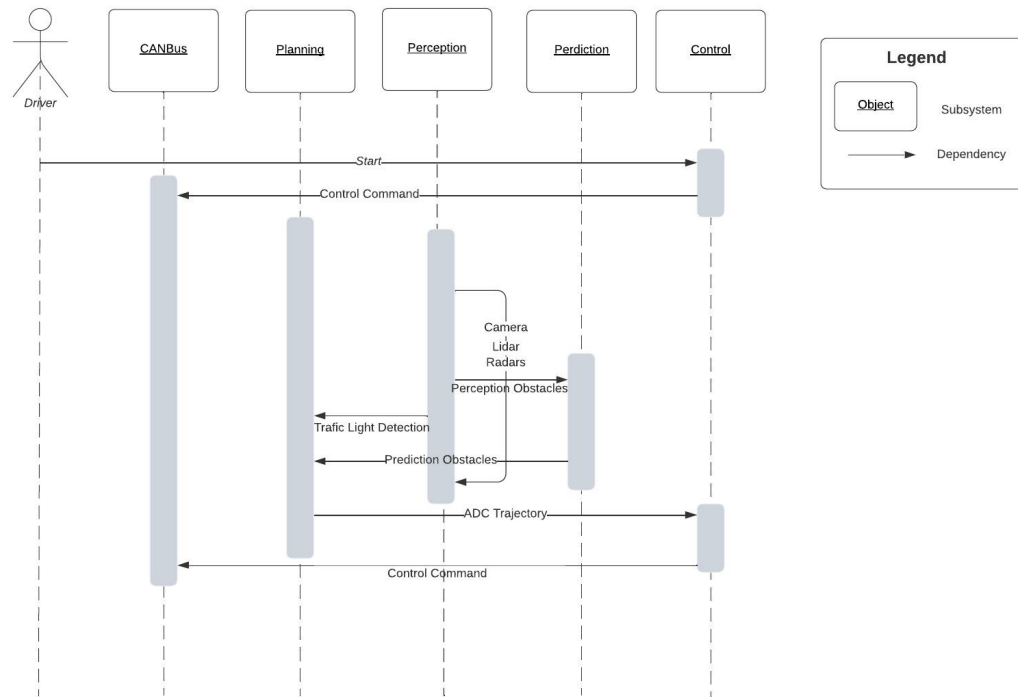 CANBus
Planning
Perception
Perdiction
Control
Driver
Legend
Object
Subsystem
Dependency
Start
Control Command
Camera
Lidar
Radars
Perception Obstacles
Trafic Light Detection
Prediction Obstacles
ADC Trajectory
Control Command